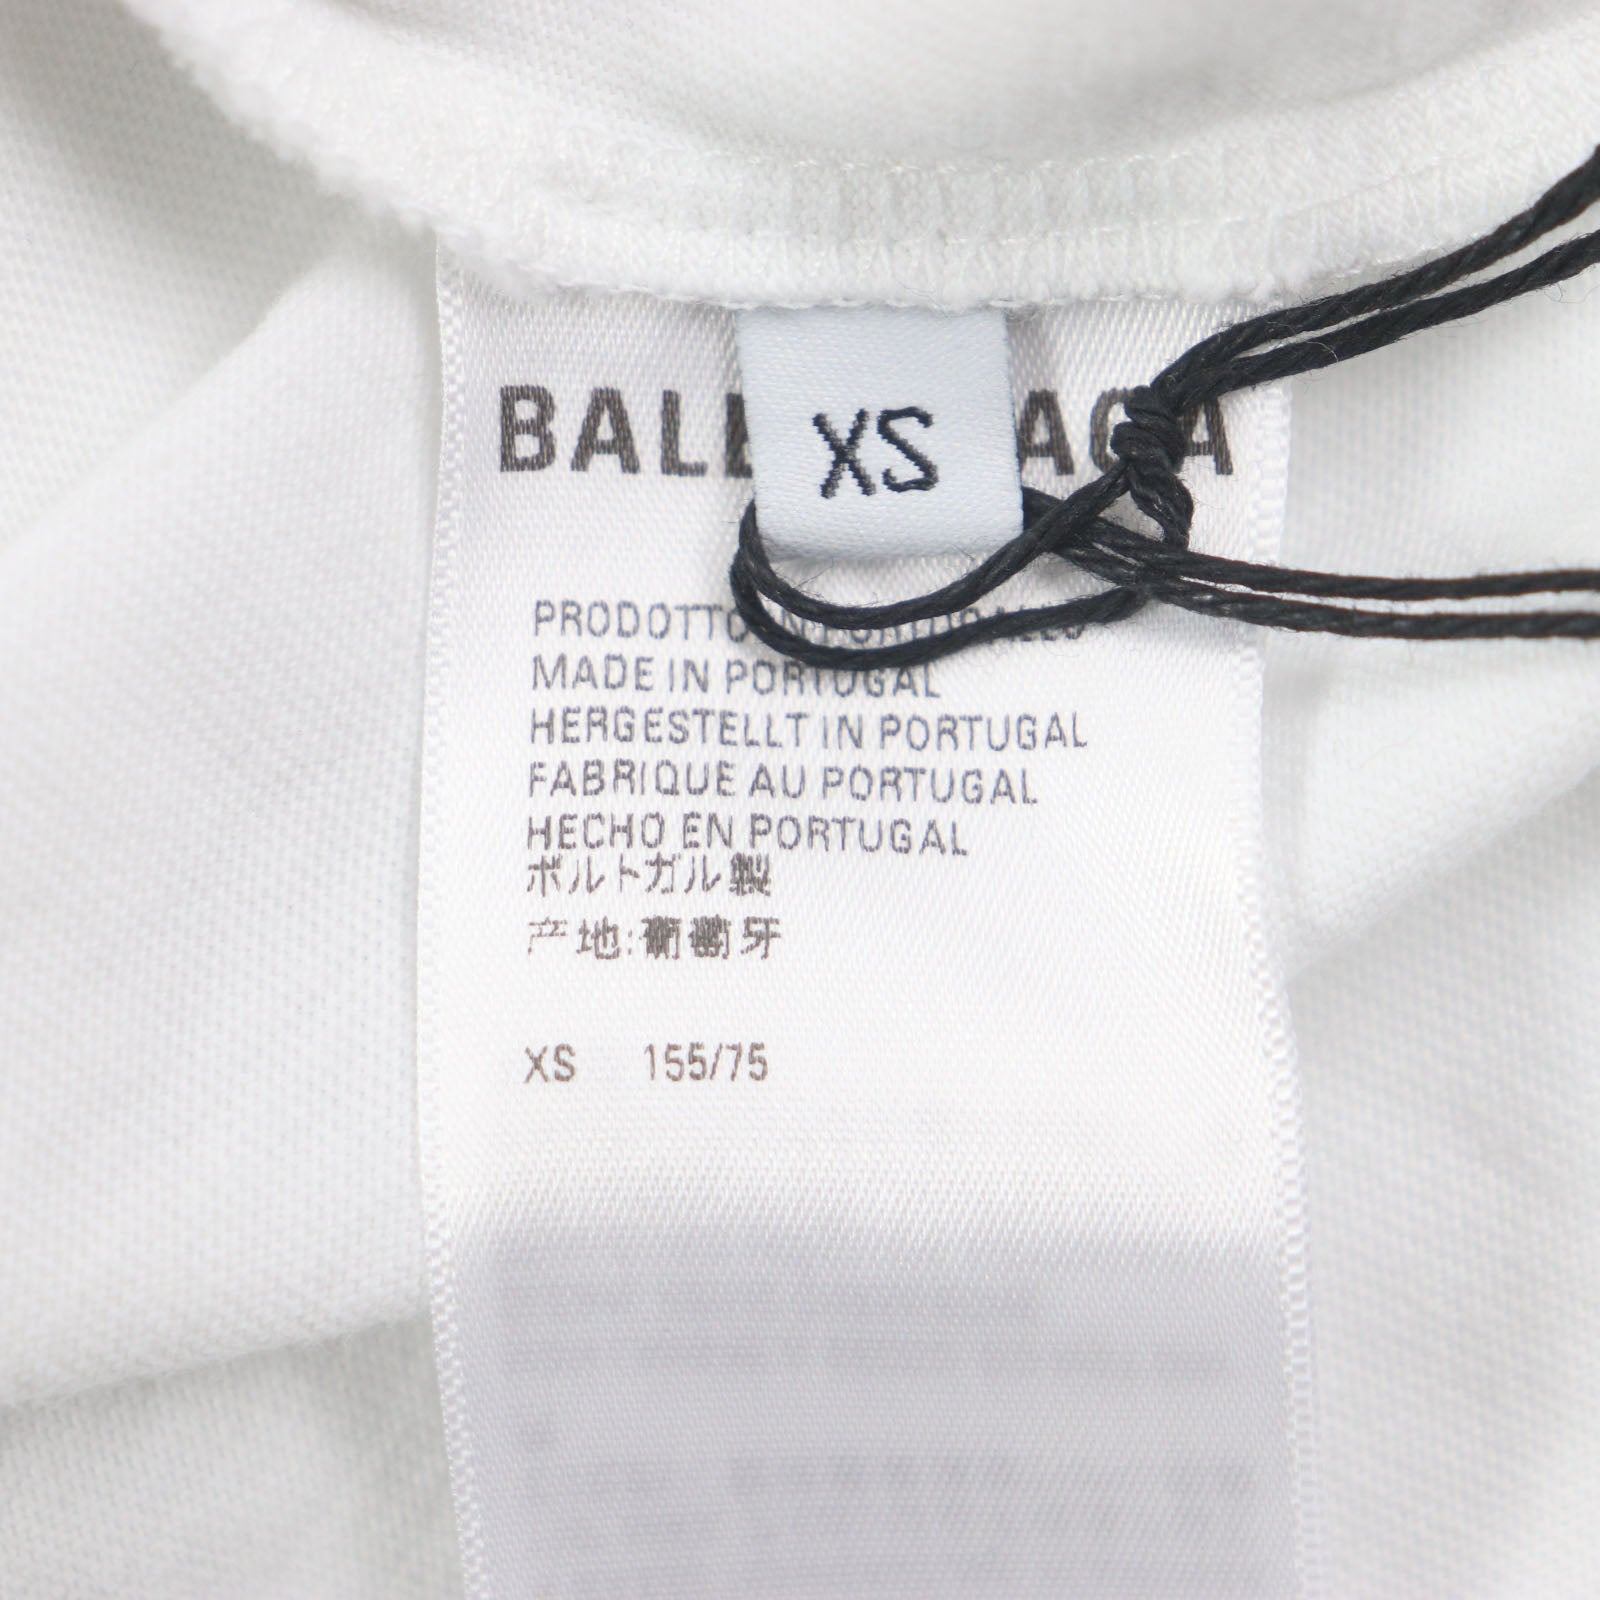 XS
MADE IN PORTUGAL
HERGESTELLT IN PORTUGAL
FABRIQUE AU PORTUGAL
HECHO EN PORTUGAL
ポルトガル製
产地:葡萄牙
XS 155/75